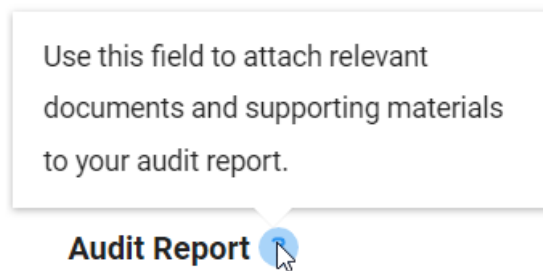 Use this field to attach relevant
documents and supporting materials
to your audit report.
Audit Report